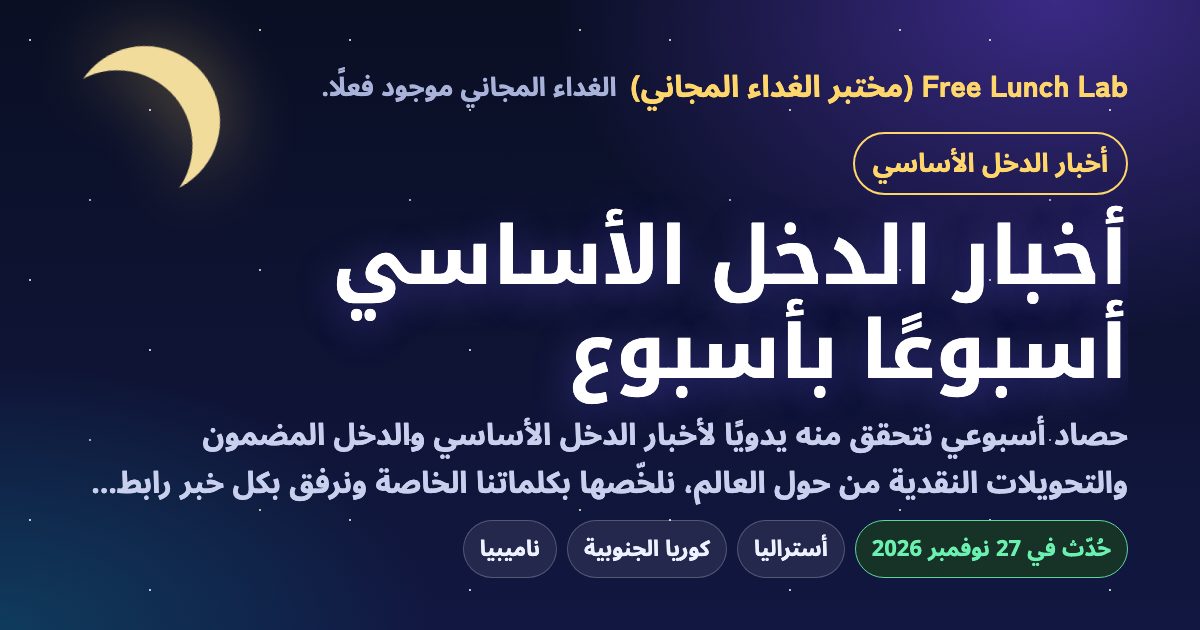 Free Lunch Lab (مختبر الغداء المجاني) الغداء المجاني موجود فعلًا.
أخبار الدخل الأساسي
أخبار الدخل الأساسي
أسبوعًا بأسبوع
حصاد أسبوعي نتحقق منه يدويًا لأخبار الدخل الأساسي والدخل المضمون
والتحويلات النقدية من حول العالم، نلخّصها بكلماتنا الخاصة ونرفق بكل خبر رابط...
حُدّث في 27 نوفمبر 2026 أستراليا كوريا الجنوبية ناميبيا